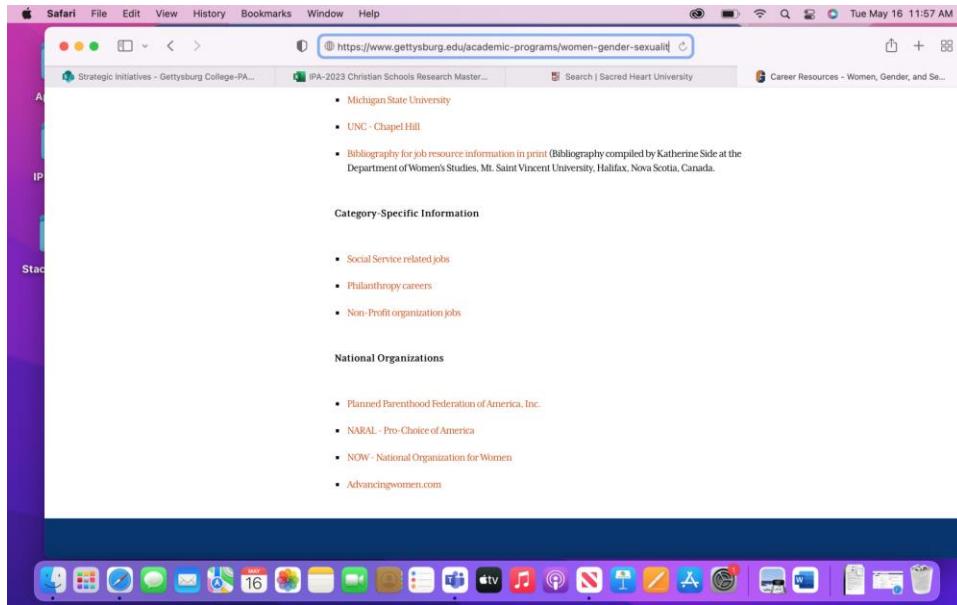 Safari File Edit View History Bookmarks Window Help Tue May 16 11:57 AM
https://www.gettysburg.edu/academic-programs/women-gender-sexualit
Strategic Initiatives - Gettysburg College-PA... IPA-2023 Christian Schools Research Master... Search | Sacred Heart University Career Resources - Women, Gender, and Se...
Michigan State University
UNC - Chapel Hill
Bibliography for job resource information in print (Bibliography compiled by Katherine Side at the
Department of Women's Studies, Mt. Saint Vincent University, Halifax, Nova Scotia, Canada.
Category-Specific Information
IP
Social Service related jobs
Stac
Philanthropy careers
Non-Profit organization jobs
National Organizations
Planned Parenthood Federation of America, Inc.
NARAL - Pro-Choice of America
NOW - National Organization for Women
Advancingwomen.com
MAY
16
tv
W